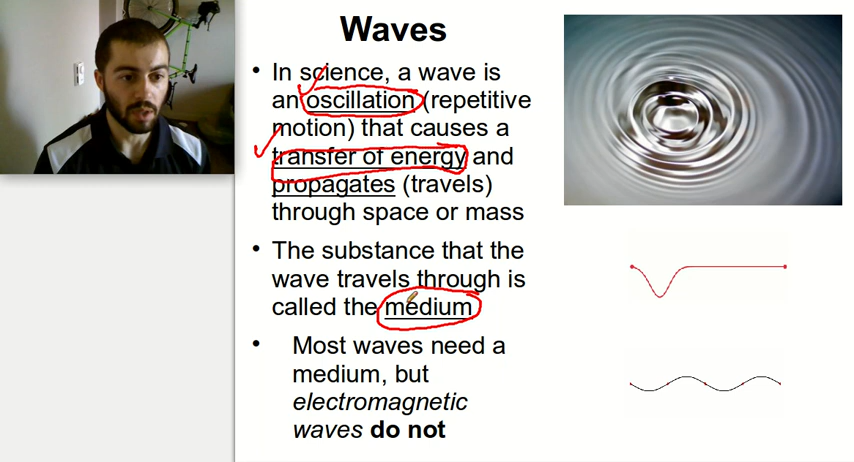 Waves
• In science, a wave is
an oscillation (repetitive
motion) that causes a
transfer of energy and
propagates (travels)
through space or mass
• The substance that the
wave travels through is
called the medium
• Most waves need a
medium, but
electromagnetic
waves do not